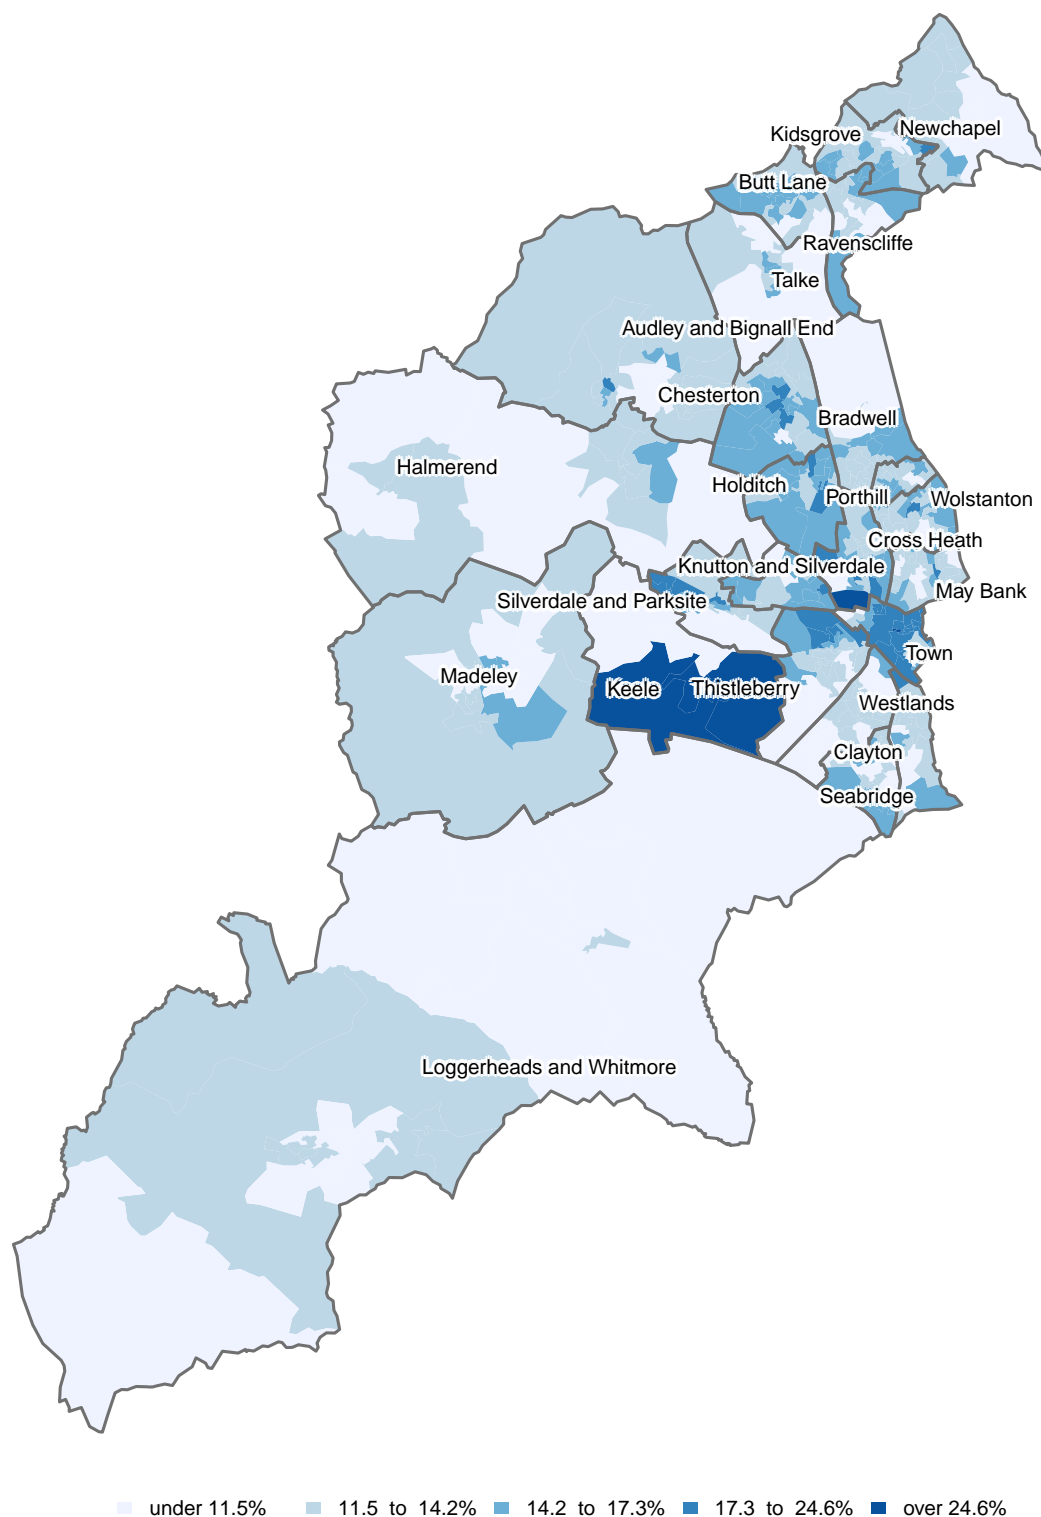 Newchapel
Kidsgrove
Butt Lane
Ravenscliffe
Talke
Audley and Bignall End
Chesterton
Bradwell
Halmerend
Holditch
Porthill
Wolstanton
Cross Heath
Knutton and Silverdale
May Bank
Silverdale and Parksite
Town
Madeley
Keele
Thistleberry
Westlands
Clayton
Seabridge
Loggerheads and Whitmore
under 11.5% 11.5 to 14.2% 14.2 to 17.3% 17.3 to 24.6% over 24.6%